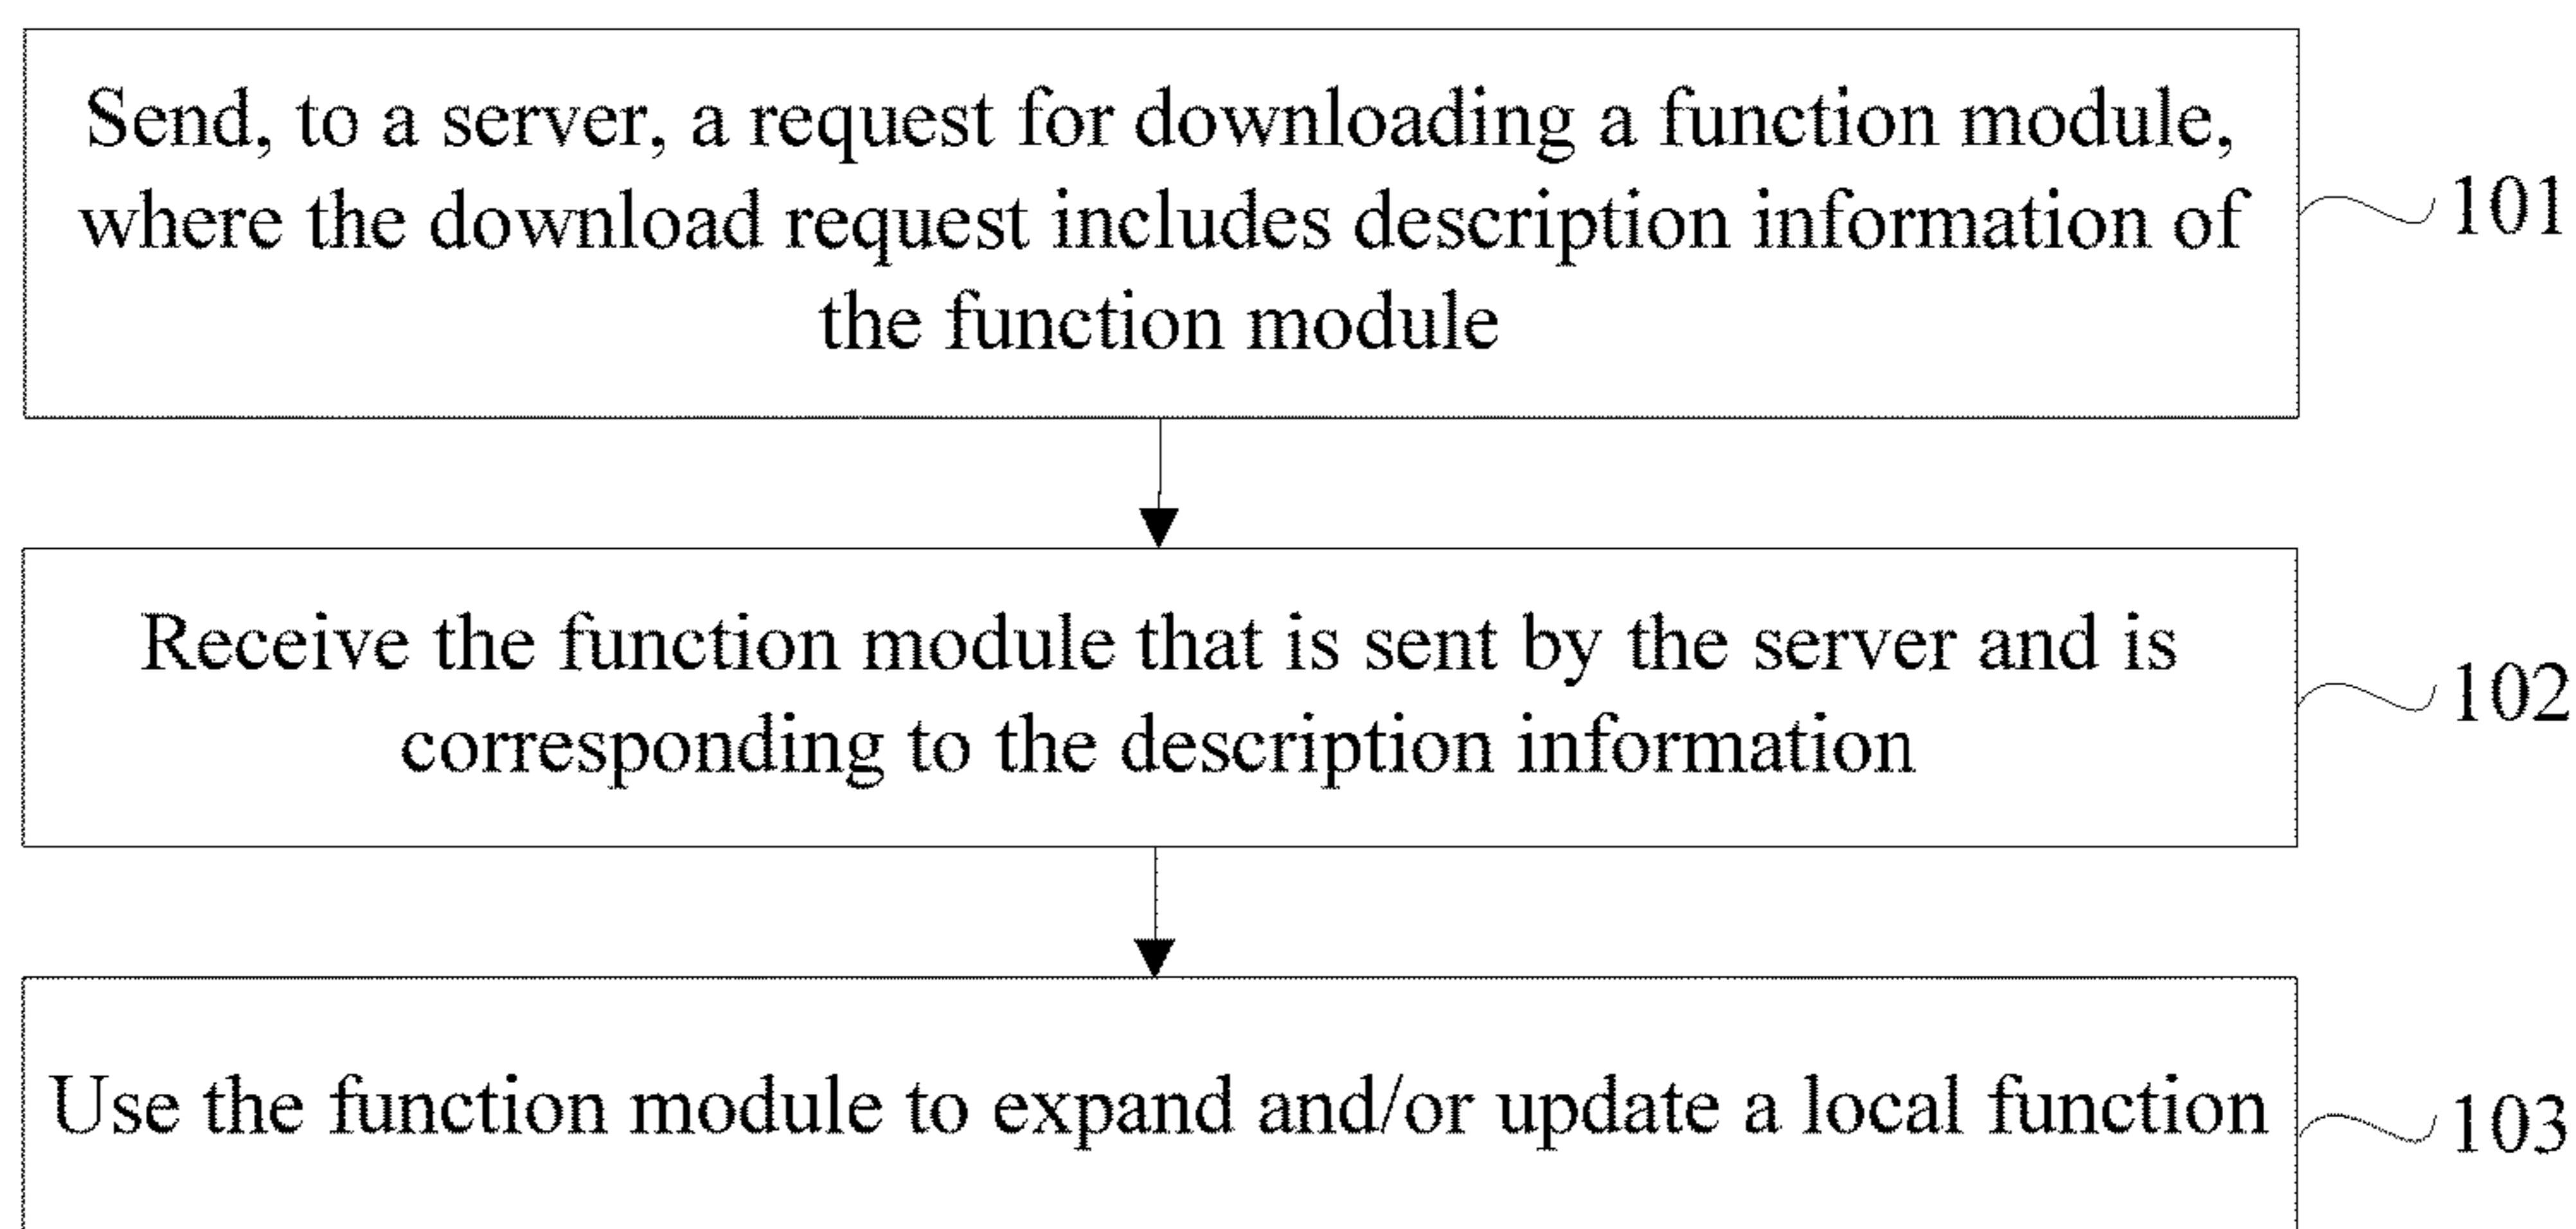 Send, to a server, a request for downloading a function module,
where the download request includes description information of
the function module
101
Receive the function module that is sent by the server and is
corresponding to the description information
102
Use the function module to expand and/or update a local function
103